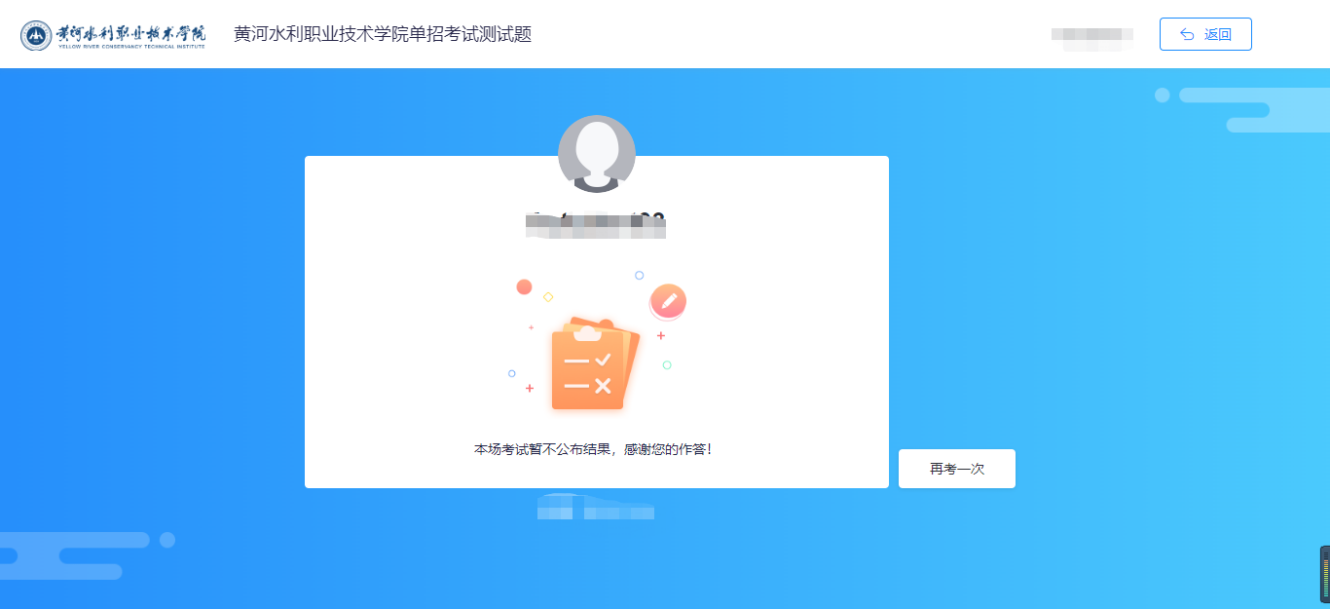 黄河水利职业技术学院
YELLOW RIVER CONSERVANCY TECHNICAL INSTITUTE
黄河水利职业技术学院单招考试测试题
返回
本场考试暂不公布结果，感谢您的作答！
再考一次